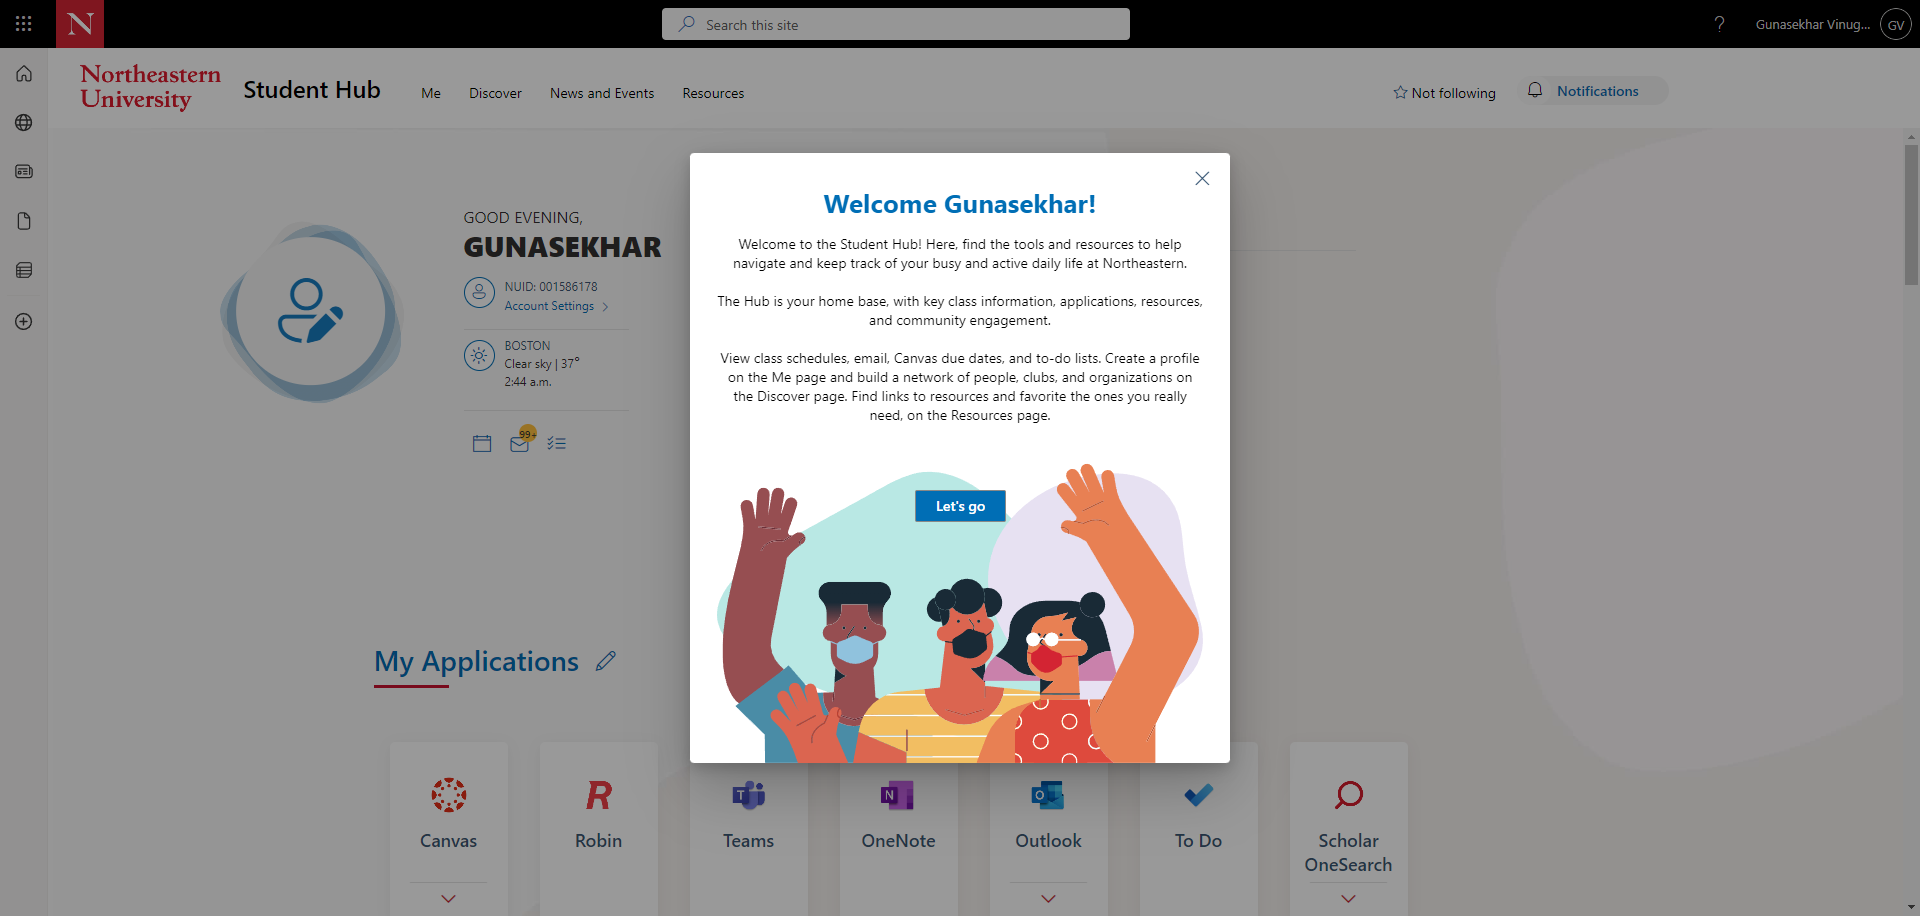 N
Search this site
?
Gunasekhar Vinug...
GV
Northeastern
University
Student Hub
Me
Discover
News and Events
Resources
Not following
Notifications
GOOD EVENING,
GUNASEKHAR
NUID: 001586178
Account Settings
BOSTON
Clear sky | 37°
2:44 a.m.
99+
Welcome Gunasekhar!
Welcome to the Student Hub! Here, find the tools and resources to help
navigate and keep track of your busy and active daily life at Northeastern.
The Hub is your home base, with key class information, applications, resources,
and community engagement.
View class schedules, email, Canvas due dates, and to-do lists. Create a profile
on the Me page and build a network of people, clubs, and organizations on
the Discover page. Find links to resources and favorite the ones you really
need, on the Resources page.
Let's go
My Applications
Canvas
R
Robin
T
Teams
N
OneNote
O
Outlook
To Do
Scholar
OneSearch